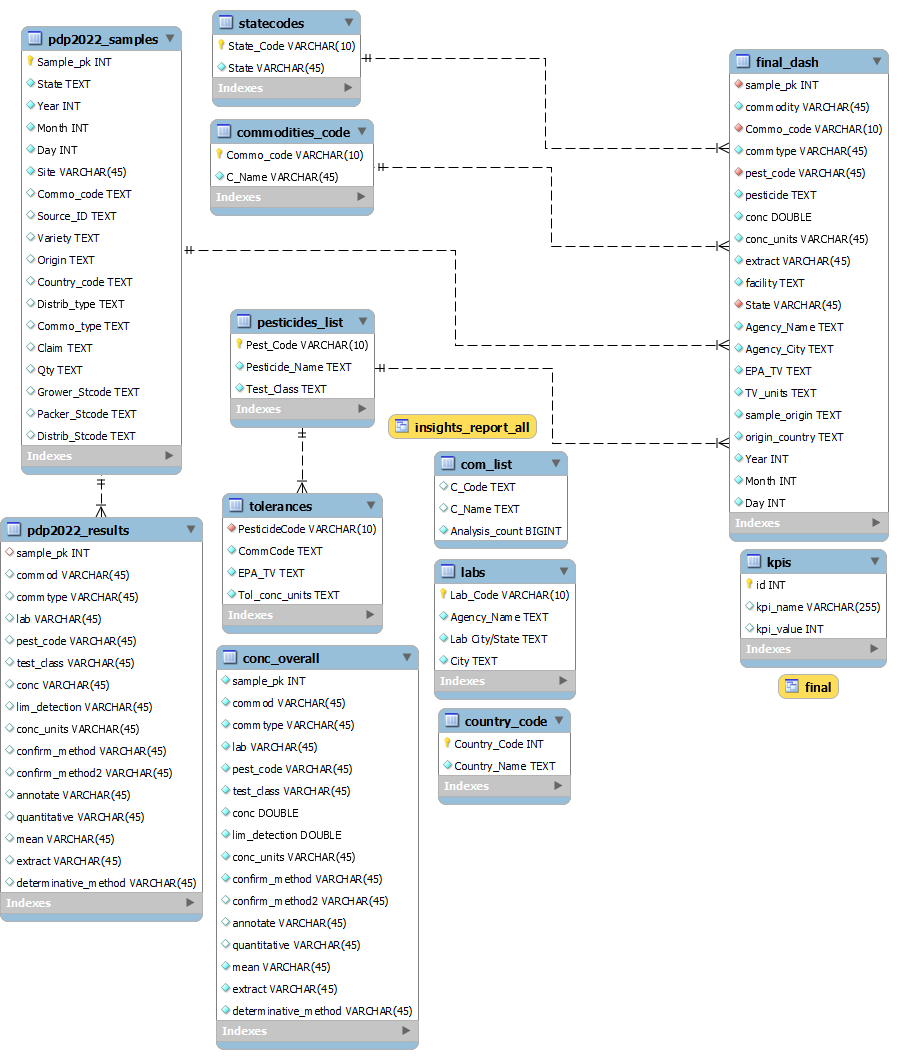 pdp2022_samples
Sample_pk INT
State TEXT
Year INT
Month INT
Day INT
Site VARCHAR(45)
Commo_code TEXT
Source_ID TEXT
Variety TEXT
Origin TEXT
Country_code TEXT
Distrib_type TEXT
Commo_type TEXT
Claim TEXT
Qty TEXT
Grower_Stcode TEXT
Packer_Stcode TEXT
Distrib_Stcode TEXT
Indexes
pdp2022_results
sample_pk INT
commod VARCHAR(45)
commtype VARCHAR(45)
lab VARCHAR(45)
pest_code VARCHAR(45)
test_class VARCHAR(45)
conc VARCHAR(45)
lim_detection VARCHAR(45)
conc_units VARCHAR(45)
confirm_method VARCHAR(45)
confirm_method2 VARCHAR(45)
annotate VARCHAR(45)
quantitative VARCHAR(45)
mean VARCHAR(45)
extract VARCHAR(45)
determinative_method VARCHAR(45)
Indexes
statecodes
State_Code VARCHAR(10)
State VARCHAR(45)
Indexes
commodities_code
Commo_code VARCHAR(10)
C_Name VARCHAR(45)
Indexes
pesticides_list
Pest_Code VARCHAR(10)
Pesticide_Name TEXT
Test_Class TEXT
Indexes
tolerances
PesticideCode VARCHAR(10)
CommCode TEXT
EPA_TV TEXT
Tol_conc_units TEXT
Indexes
conc_overall
sample_pk INT
commod VARCHAR(45)
commtype VARCHAR(45)
lab VARCHAR(45)
pest_code VARCHAR(45)
test_class VARCHAR(45)
conc DOUBLE
lim_detection DOUBLE
conc_units VARCHAR(45)
confirm_method VARCHAR(45)
confirm_method2 VARCHAR(45)
annotate VARCHAR(45)
quantitative VARCHAR(45)
mean VARCHAR(45)
extract VARCHAR(45)
determinative_method VARCHAR(45)
Indexes
insights_report_all
com_list
C_Code TEXT
C_Name TEXT
Analysis_count BIGINT
Indexes
labs
Lab_Code VARCHAR(10)
Agency_Name TEXT
Lab City/State TEXT
City TEXT
Indexes
country_code
Country_Code INT
Country_Name TEXT
Indexes
final_dash
sample_pk INT
commodity VARCHAR(45)
Commo_code VARCHAR(10)
commtype VARCHAR(45)
pest_code VARCHAR(45)
pesticide TEXT
conc DOUBLE
conc_units VARCHAR(45)
extract VARCHAR(45)
facility TEXT
State VARCHAR(45)
Agency_Name TEXT
Agency_City TEXT
EPA_TV TEXT
TV_units TEXT
sample_origin TEXT
origin_country TEXT
Year INT
Month INT
Day INT
Indexes
kpis
id INT
kpi_name VARCHAR(255)
kpi_value INT
Indexes
final